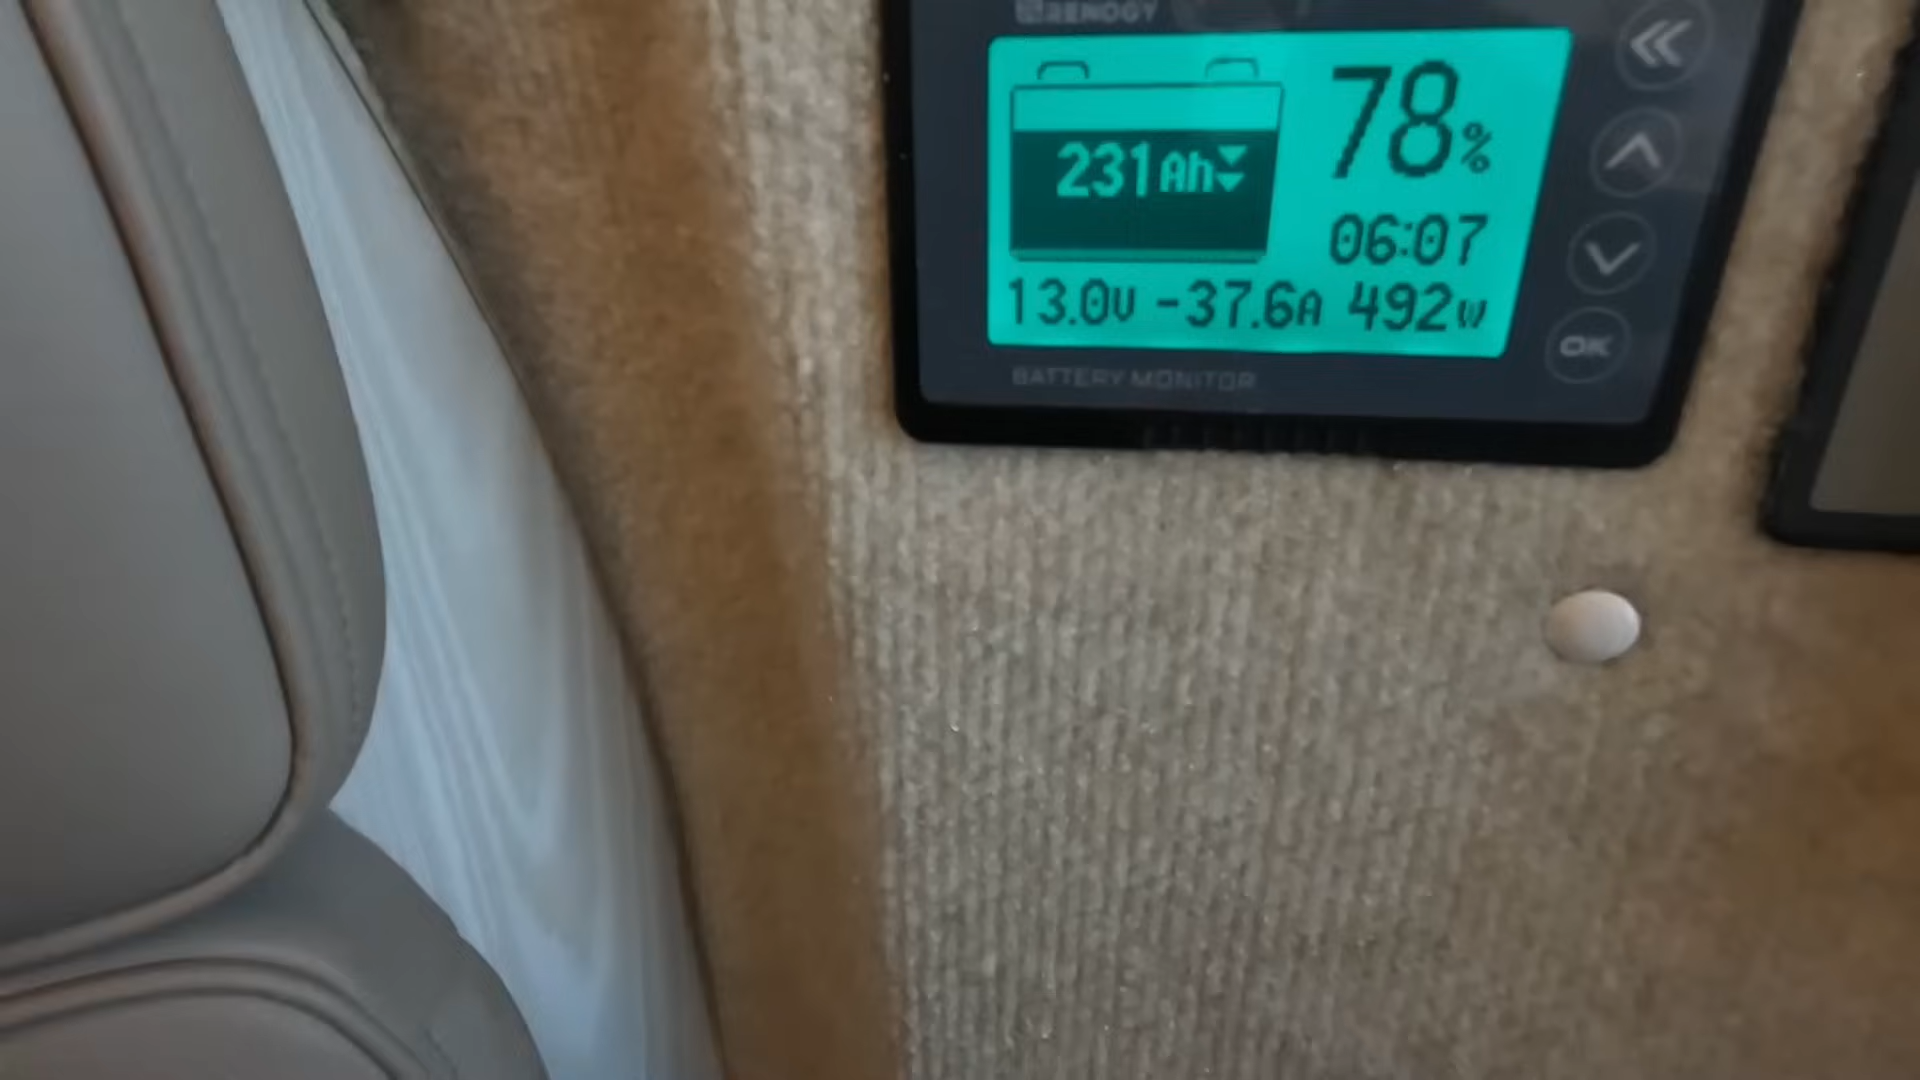 RENOGY
78%
231Ah
06:07
13.0V -37.6A 492W
BATTERY MONITOR
OK